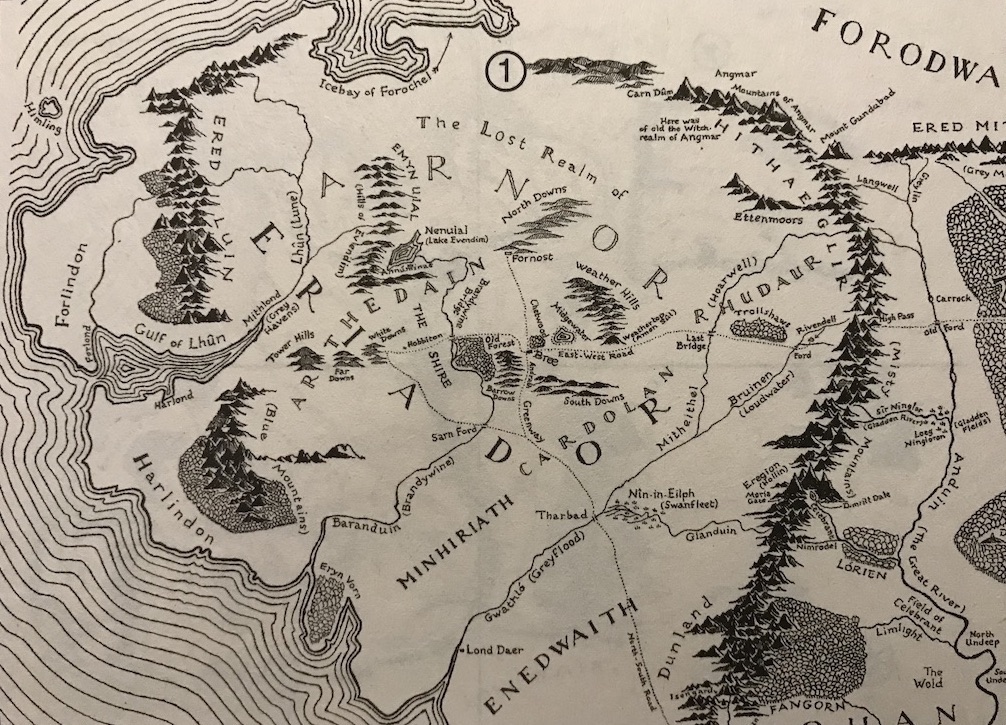 FORODWA
1
Icebay of Forochel
Himling
Angmar
Carn Dûm
Mountains of Angmar
Mount Gundabad
Here was
of old the Witch-
realm of Angmar
ERED MIT
(Grey M
The Lost Realm of
ARNOR
HITHAEGLIR
ERED LUIN
EMYN UIAL
(Hills of Evendim)
Langwell
Greylin
Ettenmoors
North Downs
Nenuial
(Lake Evendim)
Annúminas
Fornost
Lhûn (Lune)
ERIADOR
ARTHEDAIN
Forlindon
Mithlond
(Grey
Havens)
Gulf of Lhûn
Forlond
Harlond
Tower Hills
Far
Downs
White
Downs
Hobbiton
THE SHIRE
Brandywine
Bridge
Old
Forest
Barrow
Downs
Bree
Chetwood
Midgewater
Weather Hills
Weathertop
(Amon Sûl)
East-West Road
South Downs
Greenway
Sarn Ford
CARDOLAN
RHUDAUR
(Hoarwell)
Mitheithel
Last
Bridge
Trollshaws
Rivendell
Ford
Bruinen
(Loudwater)
High Pass
Old Ford
Carrock
(Misty Mountains)
Sîr Ninglor
(Gladden River)
Loeg
Ningloron
(Gladden
Fields)
Anduin (The Great River)
(Blue Mountains)
Harlindon
Baranduin
(Brandywine)
Eryn Vorn
MINHIRIATH
Tharbad
Nîn-in-Eilph
(Swanfleet)
Glanduin
Gwathló (Greyflood)
Eregion
(Hollin)
Moria
Gate
Dimrill Dale
Nimrodel
LÓRIEN
Field of
Celebrant
Limlight
North
Undeep
The
Wold
Lond Daer
ENEDWAITH
North-South Road
Dunland
FANGORN